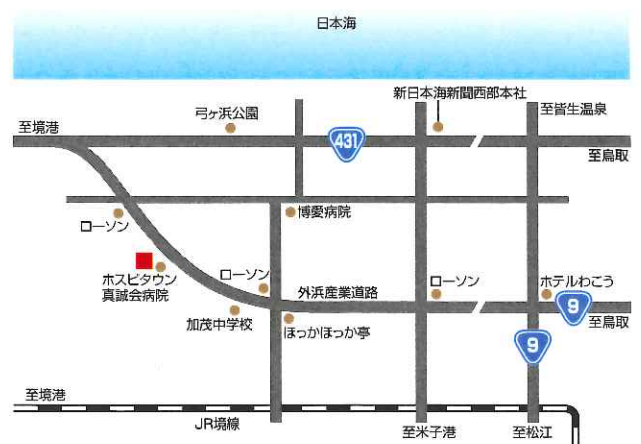 日本海
新日本海新聞西部本社
弓ヶ浜公園
至皆生温泉
至境港
431
至鳥取
ローソン
博愛病院
ホスピタウン
真誠会病院
ローソン
外浜産業道路
ローソン
ホテルわこう
9
加茂中学校
ほっかほっか亭
至鳥取
9
至境港
JR境線
至米子港
至松江